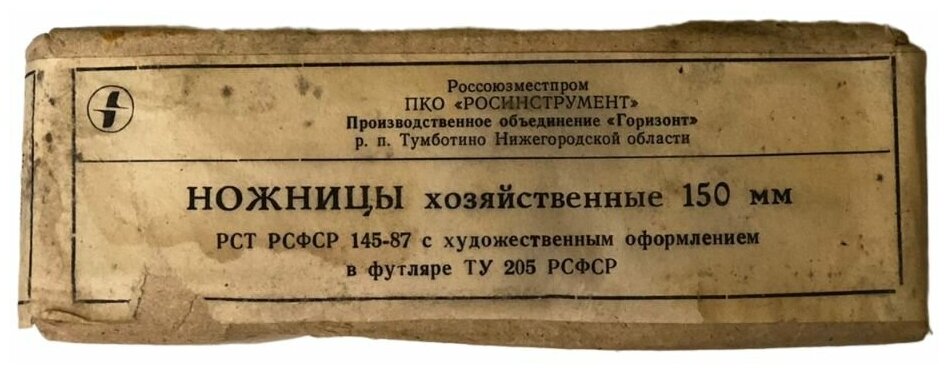 Россоюзместпром
ПКО «РОСИНСТРУМЕНТ»
Производственное объединение «Горизонт»
р. п. Тумботино Нижегородской области
НОЖНИЦЫ хозяйственные 150 мм
РСТ РСФСР 145-87 с художественным оформлением
в футляре ТУ 205 РСФСР